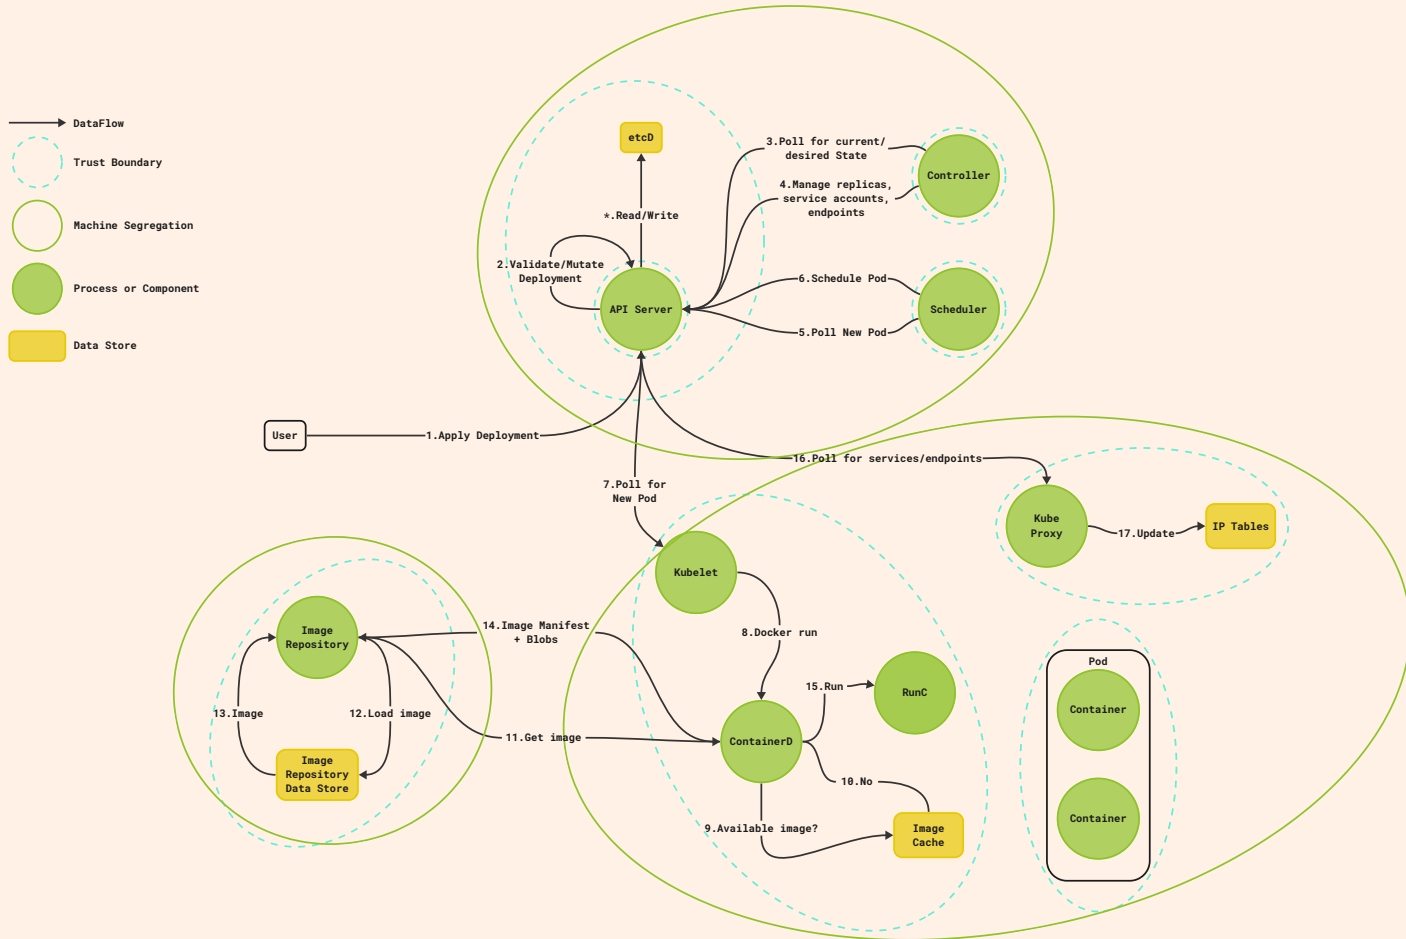 DataFlow
Trust Boundary
Machine Segregation
Process or Component
Data Store
etcD
*.Read/Write
2.Validate/Mutate
Deployment
API Server
3.Poll for current/
desired State
4.Manage replicas,
service accounts,
endpoints
Controller
6.Schedule Pod
5.Poll New Pod
Scheduler
User
1.Apply Deployment
7.Poll for
New Pod
16.Poll for services/endpoints
Kube
Proxy
17.Update
IP Tables
Kubelet
8.Docker run
Image
Repository
14.Image Manifest
+ Blobs
13.Image
12.Load image
11.Get image
Image
Repository
Data Store
ContainerD
15.Run
RunC
10.No
9.Available image?
Image
Cache
Pod
Container
Container